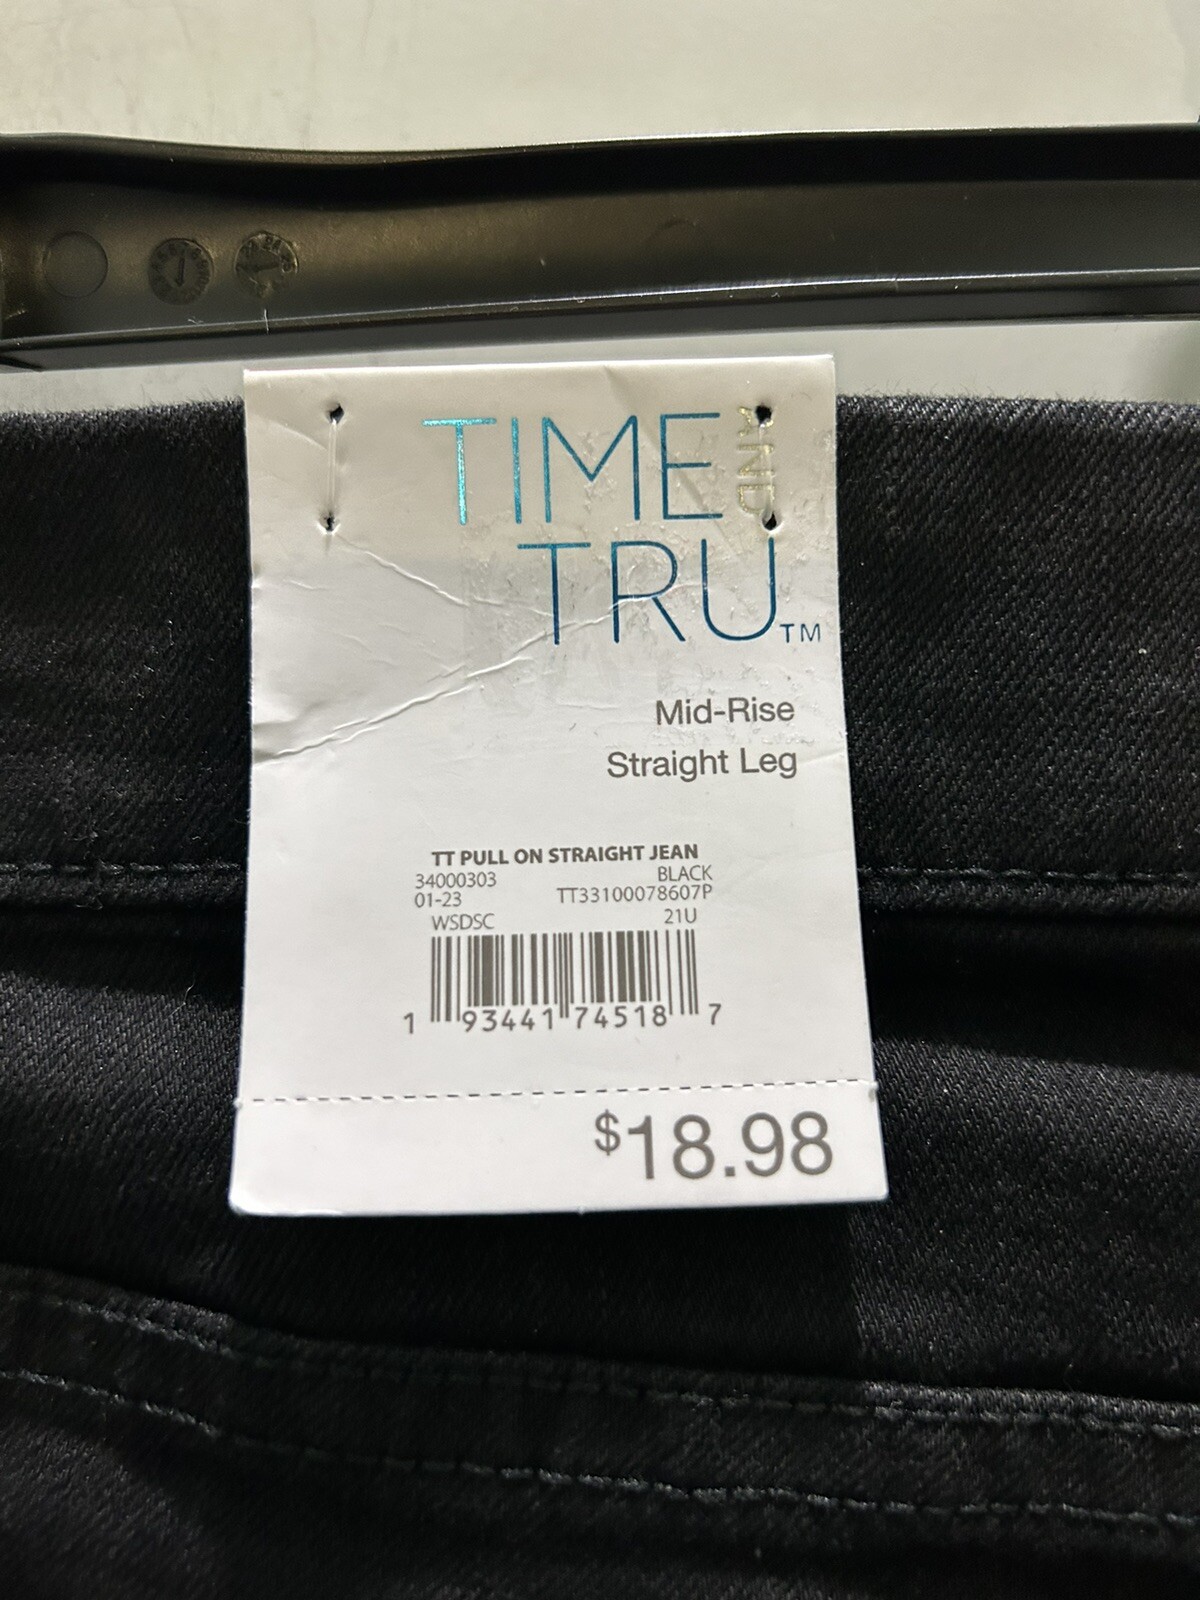 TIME AND
TRU™
Mid-Rise
Straight Leg
TT PULL ON STRAIGHT JEAN
34000303 BLACK
01-23 TT33100078607P
WSDSC 21U
1 93441 74518 7
$18.98